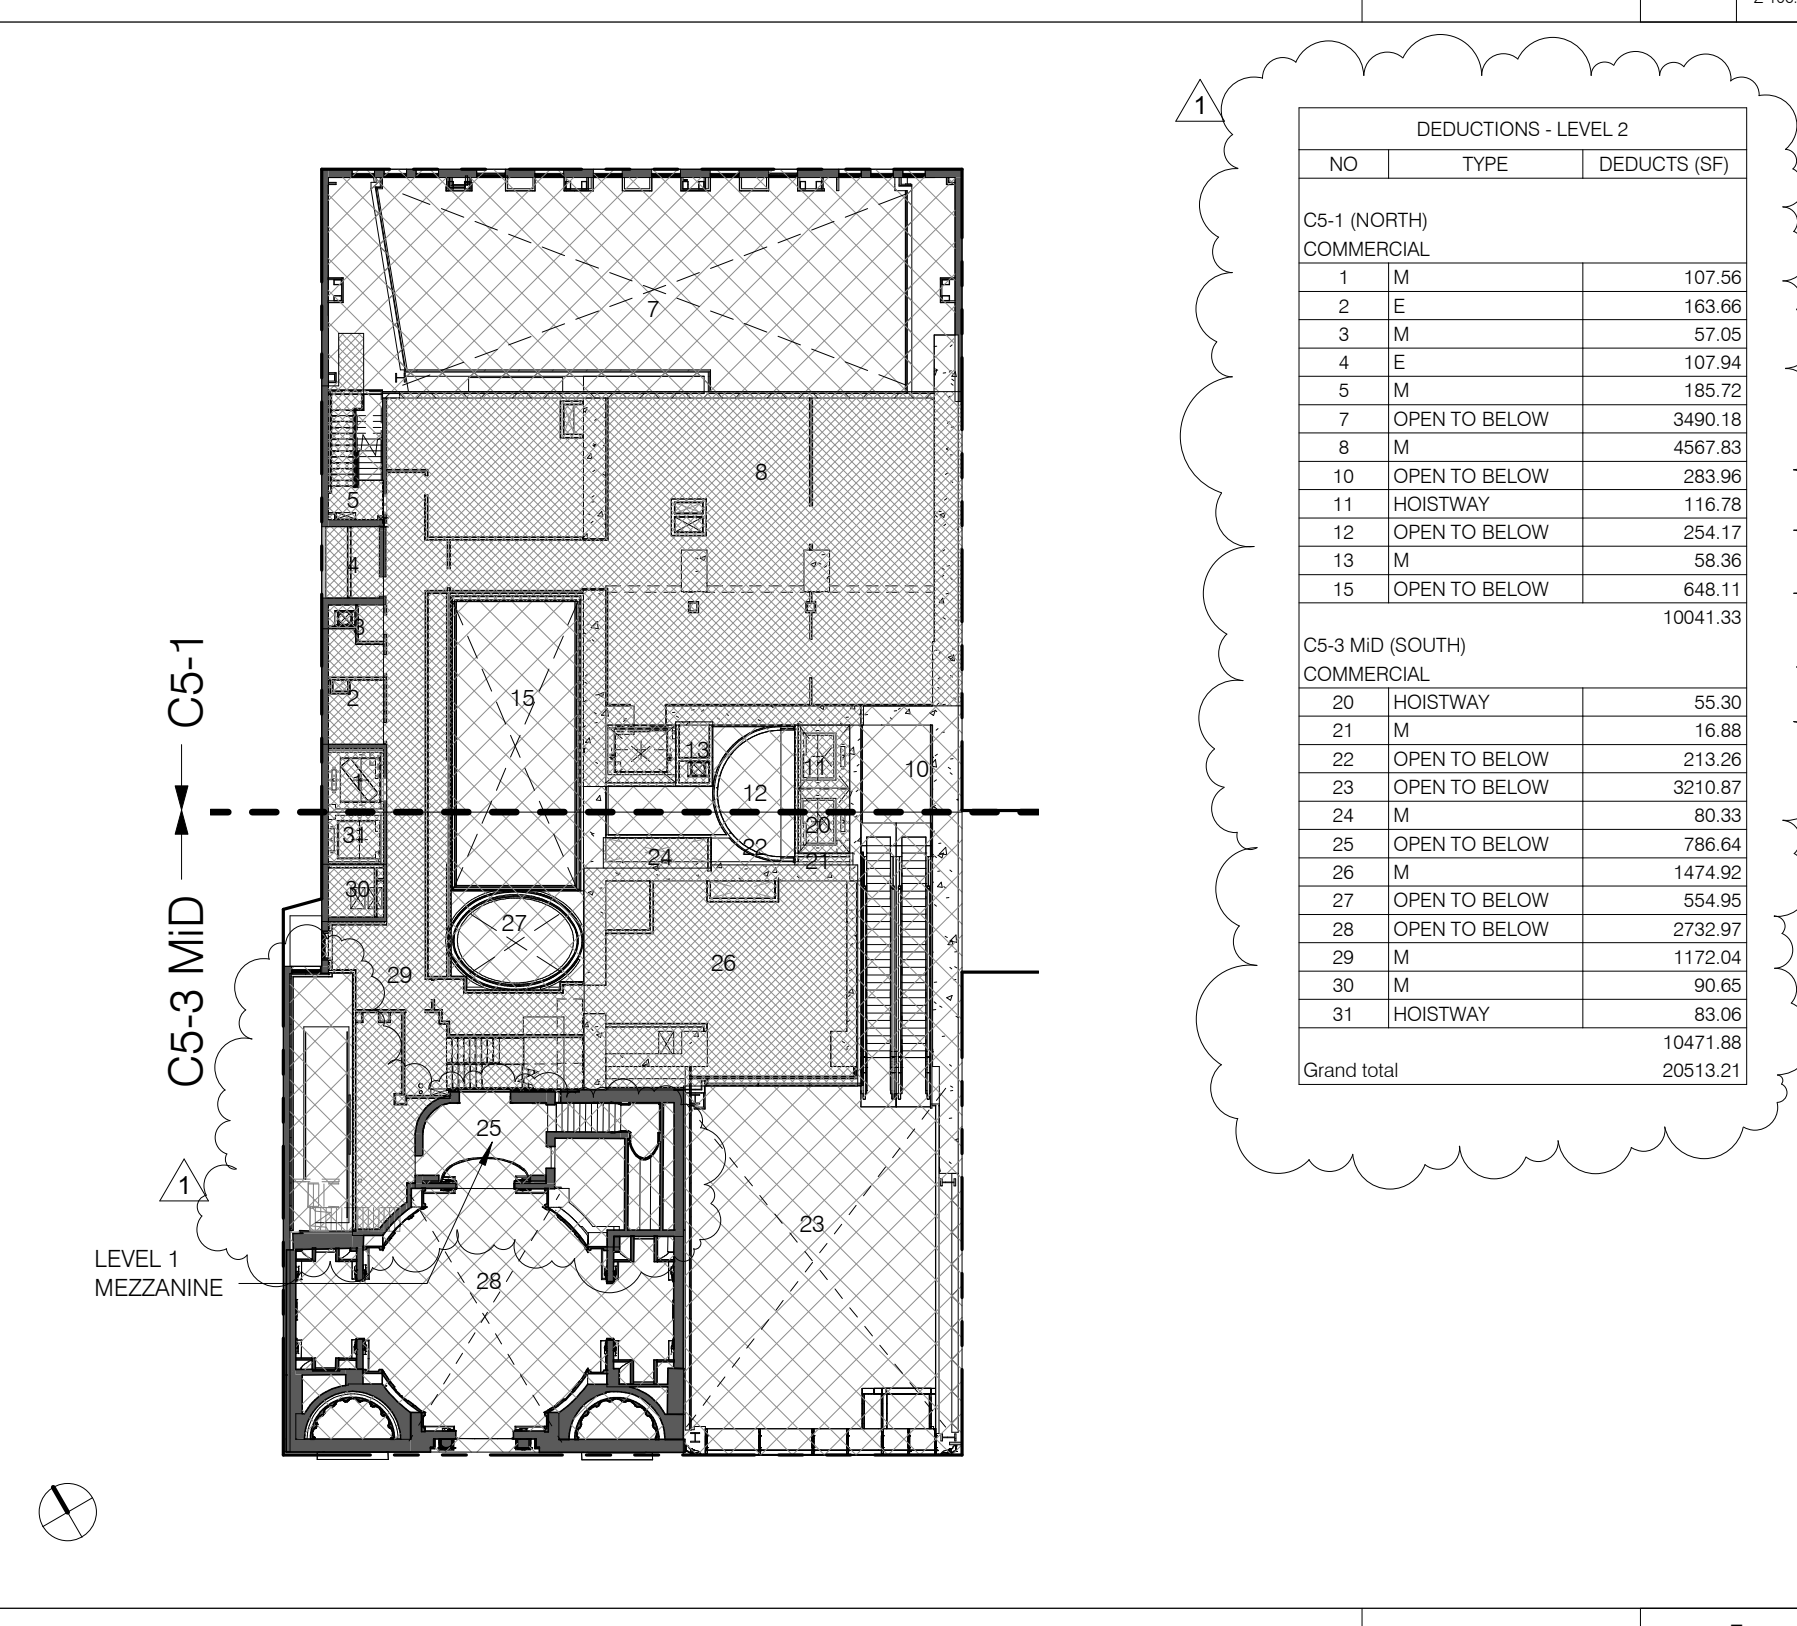 1
DEDUCTIONS - LEVEL 2
NO TYPE DEDUCTS (SF)
C5-1 (NORTH)
COMMERCIAL
1 M 107.56
2 E 163.66
3 M 57.05
4 E 107.94
5 M 185.72
7 OPEN TO BELOW 3490.18
8 M 4567.83
10 OPEN TO BELOW 283.96
11 HOISTWAY 116.78
12 OPEN TO BELOW 254.17
13 M 58.36
15 OPEN TO BELOW 648.11
10041.33
C5-3 MiD (SOUTH)
COMMERCIAL
20 HOISTWAY 55.30
21 M 16.88
22 OPEN TO BELOW 213.26
23 OPEN TO BELOW 3210.87
24 M 80.33
25 OPEN TO BELOW 786.64
26 M 1474.92
27 OPEN TO BELOW 554.95
28 OPEN TO BELOW 2732.97
29 M 1172.04
30 M 90.65
31 HOISTWAY 83.06
10471.88
Grand total 20513.21
7
8
5
4
3
2
15
13
11
10
1
12
31
20
22
24
21
30
27
26
29
25
23
28
C5-1
C5-3 MiD
1
LEVEL 1
MEZZANINE